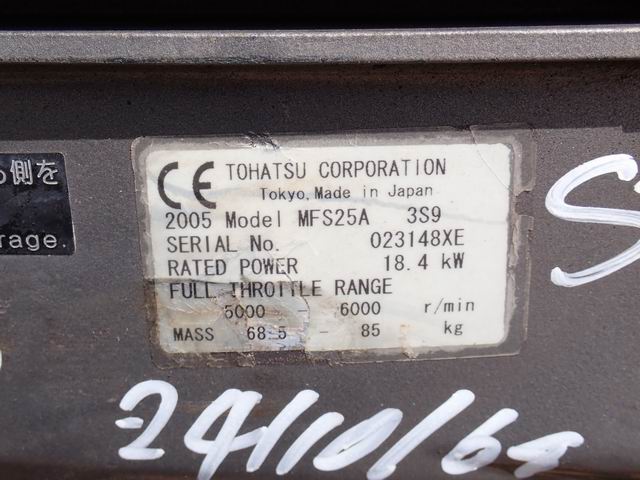 側を
rage.
CE TOHATSU CORPORATION
Tokyo, Made in Japan
2005 Model MFS25A 3S9
SERIAL No. 023148XE
RATED POWER 18.4 kW
FULL THROTTLE RANGE
5000 - 6000 r/min
MASS 68.5 - 85 kg
S